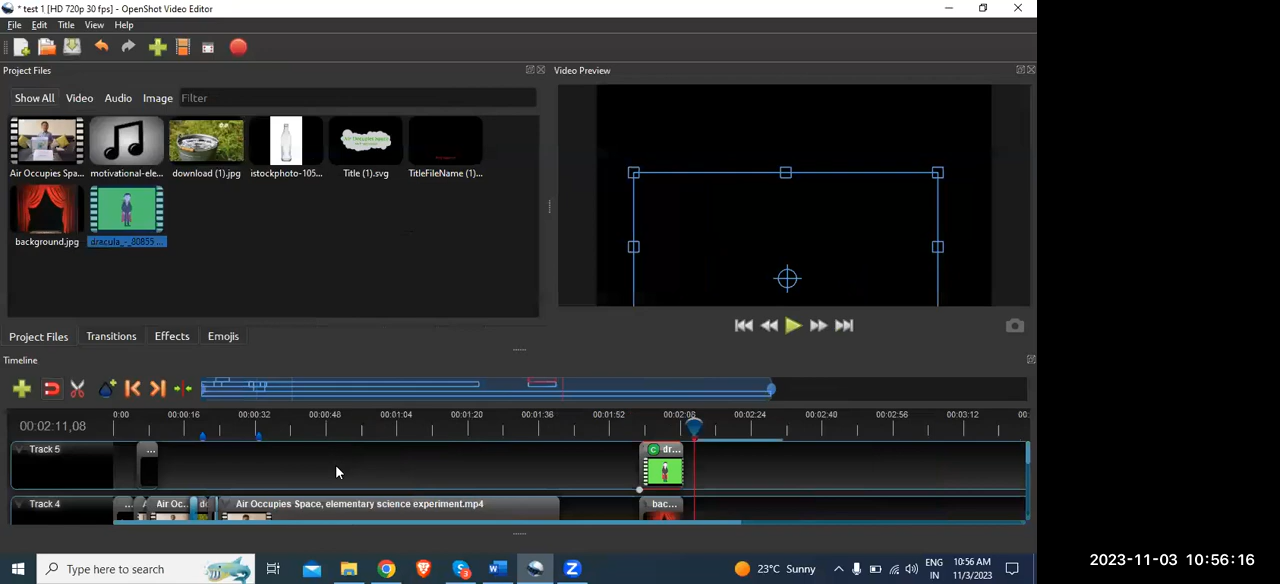 * test 1 [HD 720p 30 fps] - OpenShot Video Editor
File Edit Title View Help
Project Files
Video Preview
Show All Video Audio Image Filter
Air Occupies Spa... motivational-ele... download (1).jpg istockphoto-105... Title (1).svg TitleFileName (1)...
background.jpg dracula_-_80855 ...
Project Files Transitions Effects Emojis
Timeline
0:00 00:00:16 00:00:32 00:00:48 00:01:04 00:01:20 00:01:36 00:01:52 00:02:08 00:02:24 00:02:40 00:02:56 00:03:12 00:
00:02:11,08
Track 5 ... C dr...
Track 4 ... Air Oc... Air Occupies Space, elementary science experiment.mp4 bac...
Type here to search 23°C Sunny ENG 10:56 AM
IN 11/3/2023
2023-11-03 10:56:16